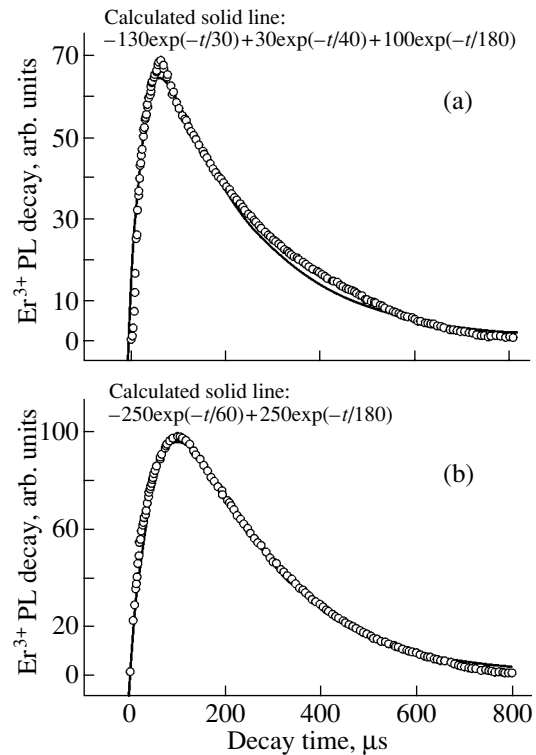 Calculated solid line:
−130exp(−t/30)+30exp(−t/40)+100exp(−t/180)
70
(a)
50
30
10
0
Er³⁺ PL decay, arb. units
Calculated solid line:
−250exp(−t/60)+250exp(−t/180)
100
(b)
60
20
0
Er³⁺ PL decay, arb. units
0 200 400 600 800
Decay time, μs